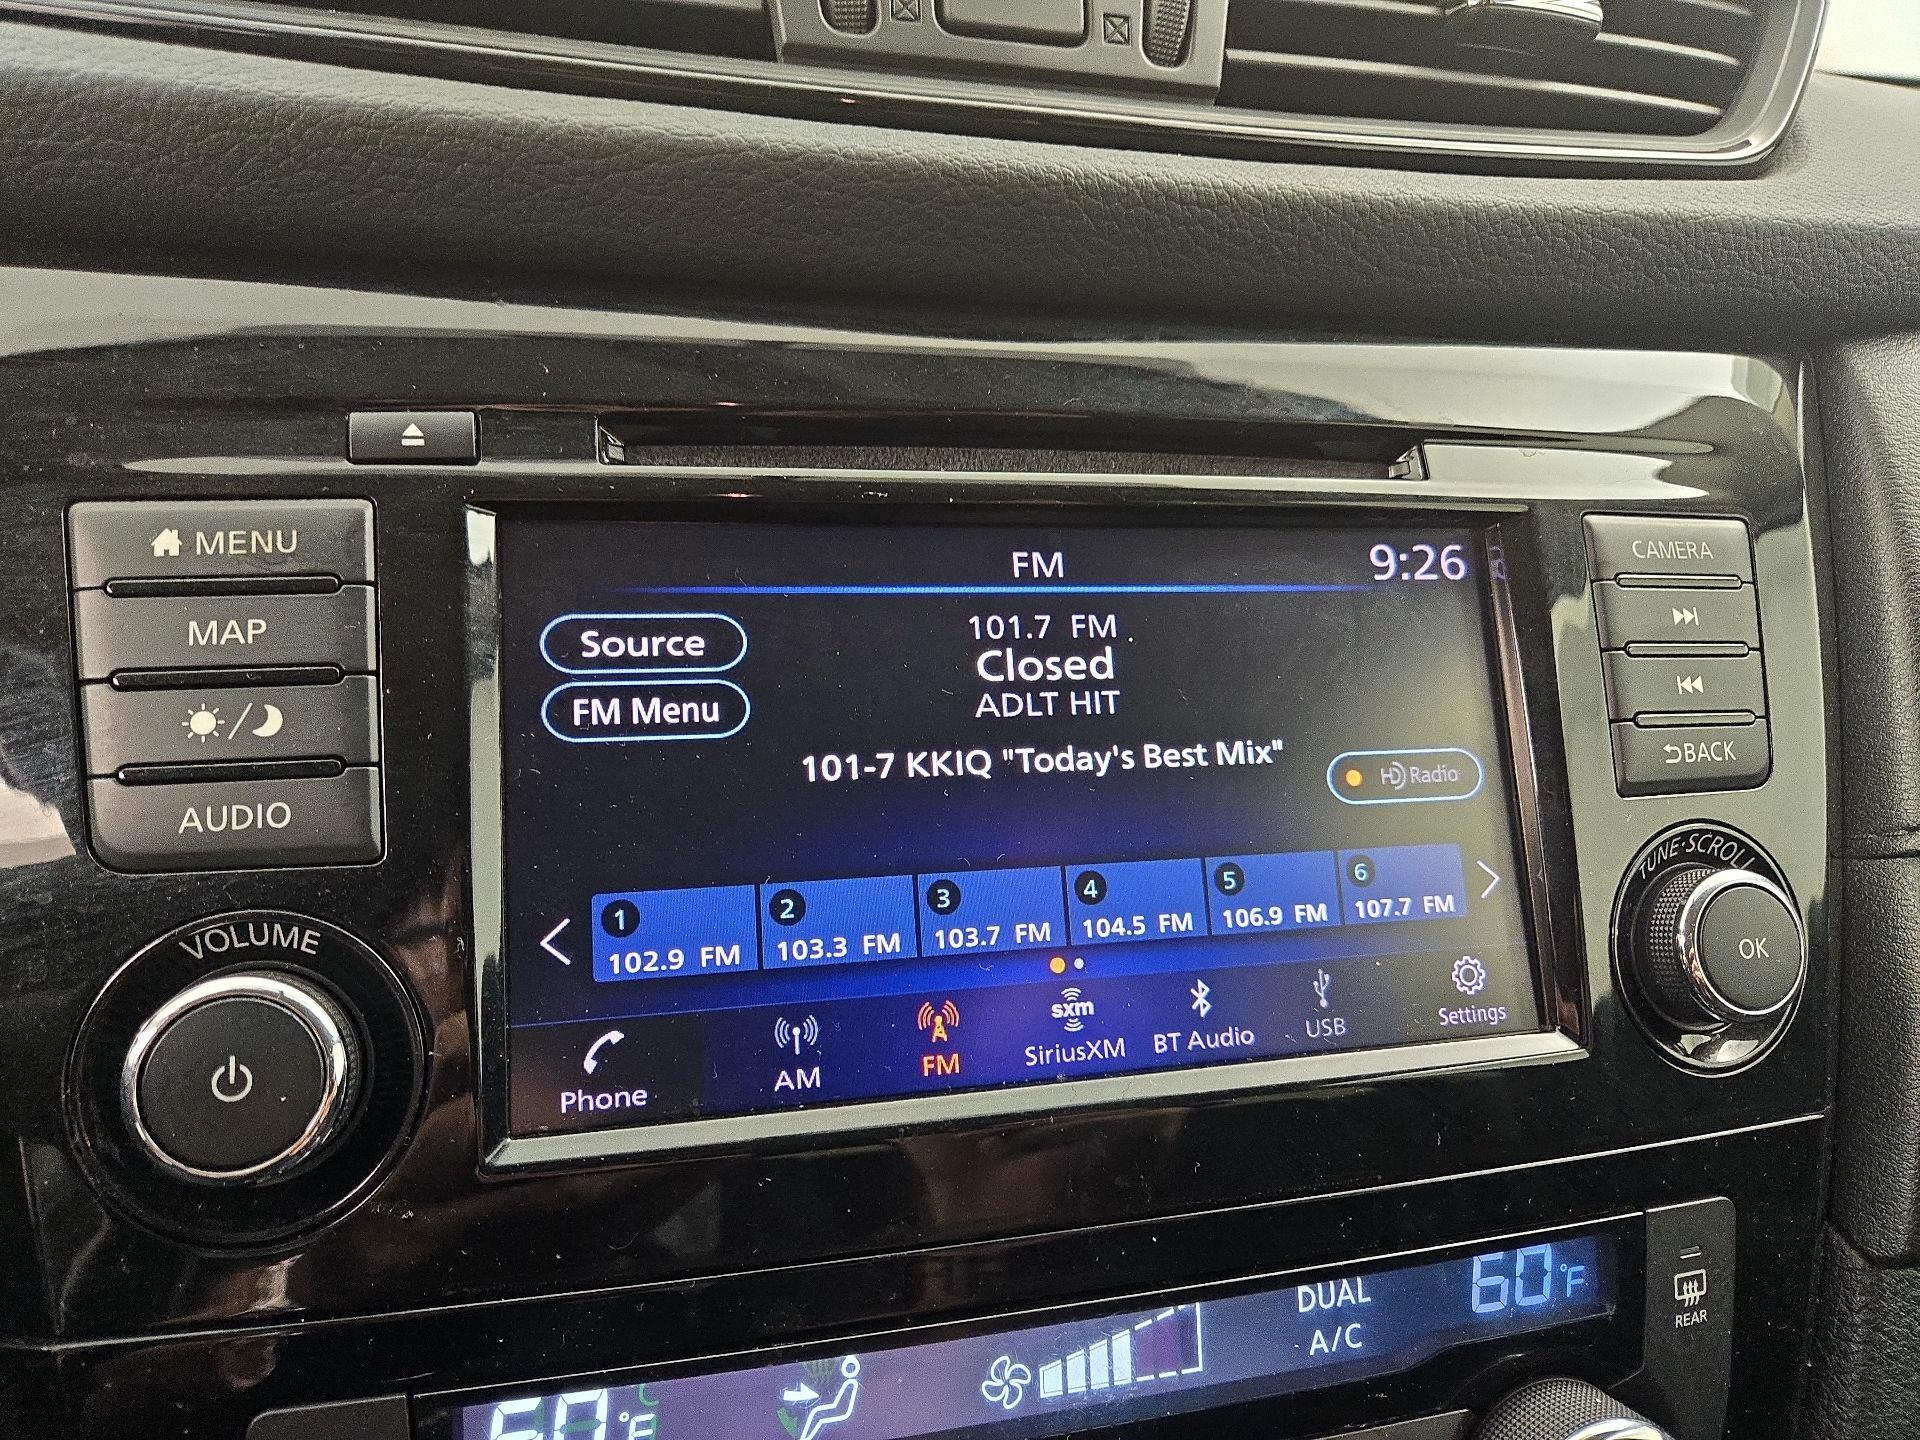 MENU
MAP
AUDIO
VOLUME
FM
9:26
Source
FM Menu
101.7 FM
Closed
ADLT HIT
101-7 KKIQ "Today's Best Mix"
HD Radio
1
102.9 FM
2
103.3 FM
3
103.7 FM
4
104.5 FM
5
106.9 FM
6
107.7 FM
Phone
AM
FM
sxm
SiriusXM
BT Audio
USB
Settings
CAMERA
BACK
TUNE·SCROLL
OK
DUAL
A/C
60°F
REAR
°F